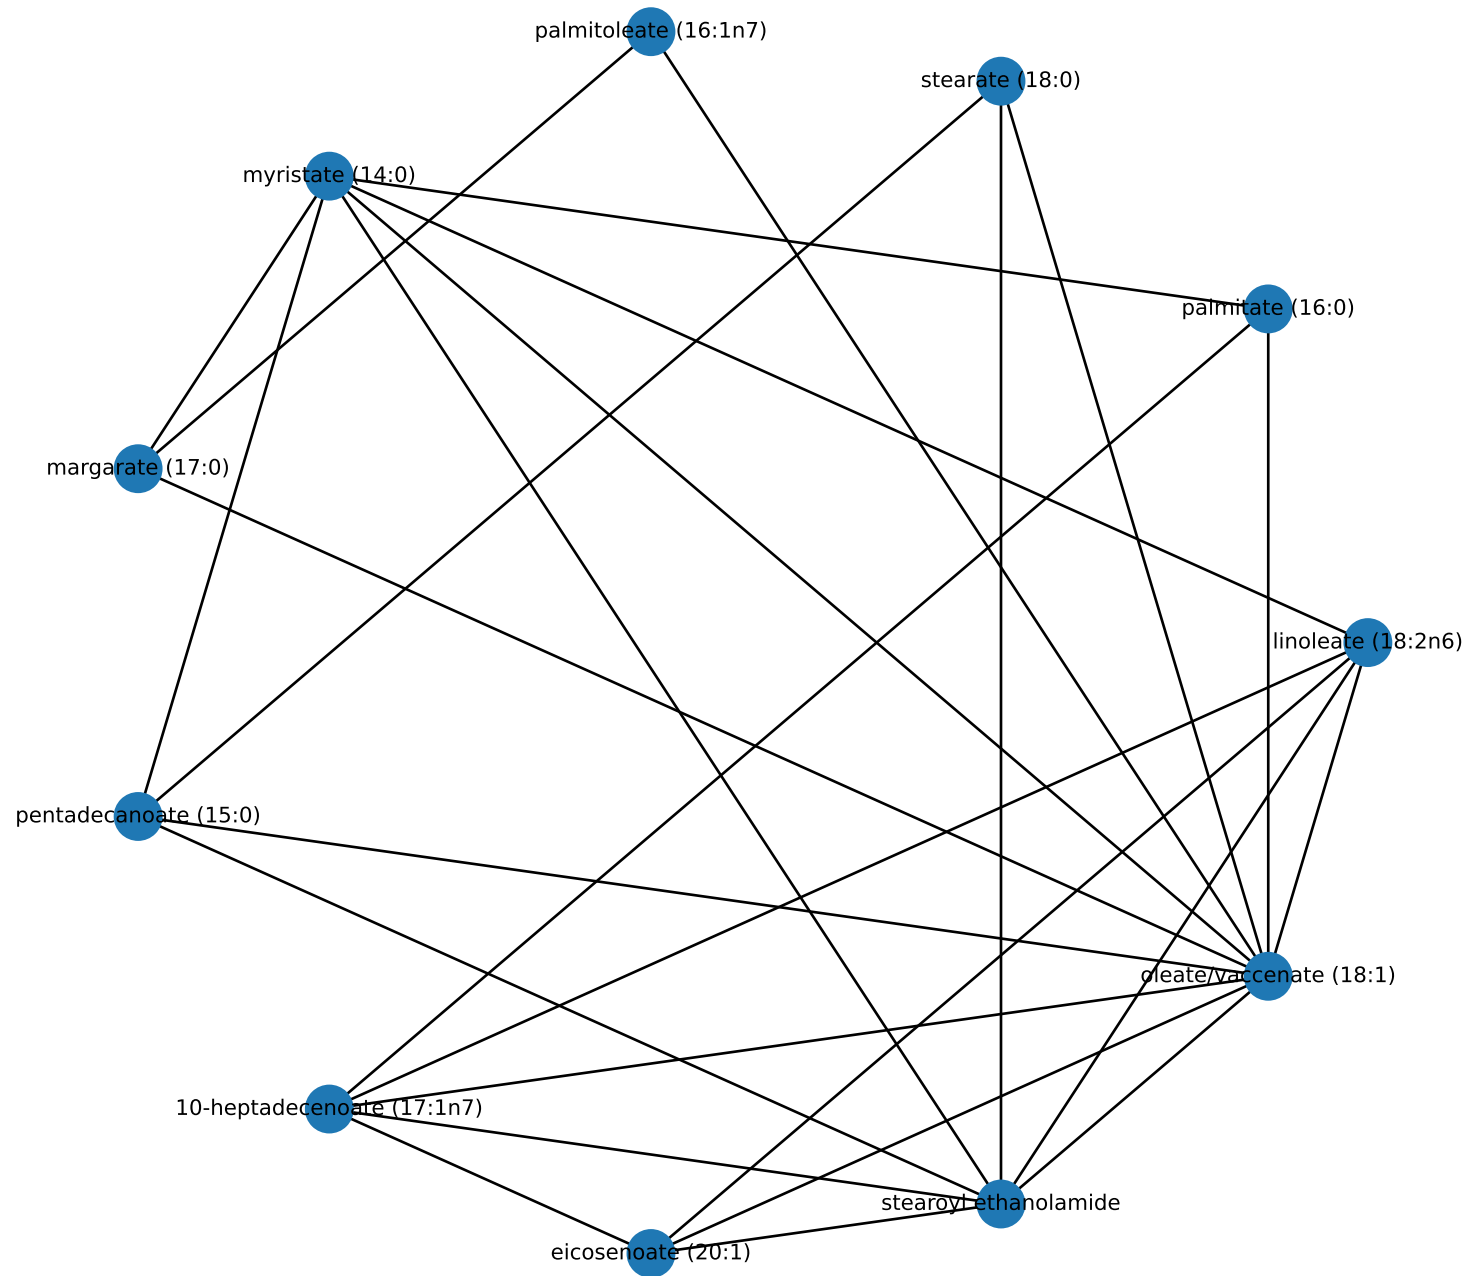 palmitoleate (16:1n7)
stearate (18:0)
myristate (14:0)
palmitate (16:0)
margarate (17:0)
linoleate (18:2n6)
pentadecanoate (15:0)
oleate/vaccenate (18:1)
10-heptadecenoate (17:1n7)
stearoyl ethanolamide
eicosenoate (20:1)